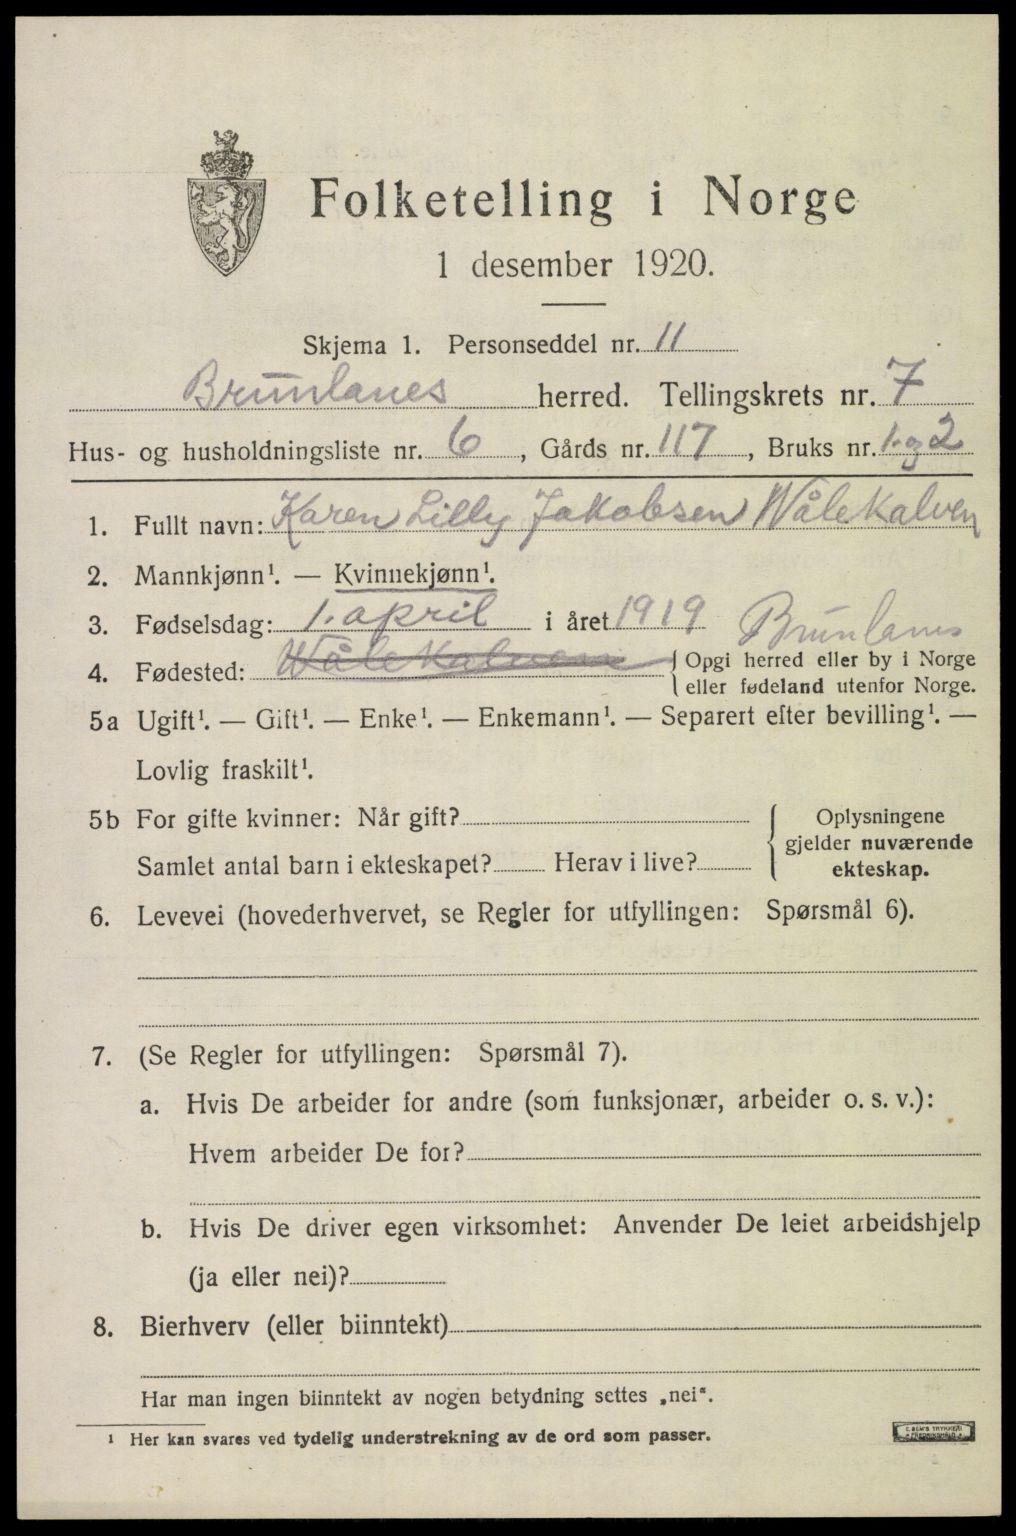 Folketelling i Norge
1 desember 1920.
Skjema 1. Personseddel nr. 11
Brunlanes herred. Tellingskrets nr. 7
Hus- og husholdningsliste nr. 6, Gårds nr. 117, Bruks nr. 1 og 2
1. Fullt navn: Karen Lilly Jakobsen Wålekalven
2. Mannkjønn¹. — Kvinnekjønn¹.
3. Fødselsdag: 1. april i året 1919 Brunlanes
4. Fødested: Wålekalven { Opgi herred eller by i Norge
eller fødeland utenfor Norge.
5a Ugift¹. — Gift¹. — Enke¹. — Enkemann¹. — Separert efter bevilling¹. —
Lovlig fraskilt¹.
5b For gifte kvinner: Når gift? { Oplysningene
gjelder nuværende
Samlet antal barn i ekteskapet? Herav i live? ekteskap.
6. Levevei (hovederhvervet, se Regler for utfyllingen: Spørsmål 6).
7. (Se Regler for utfyllingen: Spørsmål 7).
a. Hvis De arbeider for andre (som funksjonær, arbeider o. s. v.):
Hvem arbeider De for?
b. Hvis De driver egen virksomhet: Anvender De leiet arbeidshjelp
(ja eller nei)?
8. Bierhverv (eller biinntekt)
Har man ingen biinntekt av nogen betydning settes „nei".
¹ Her kan svares ved tydelig understrekning av de ord som passer.